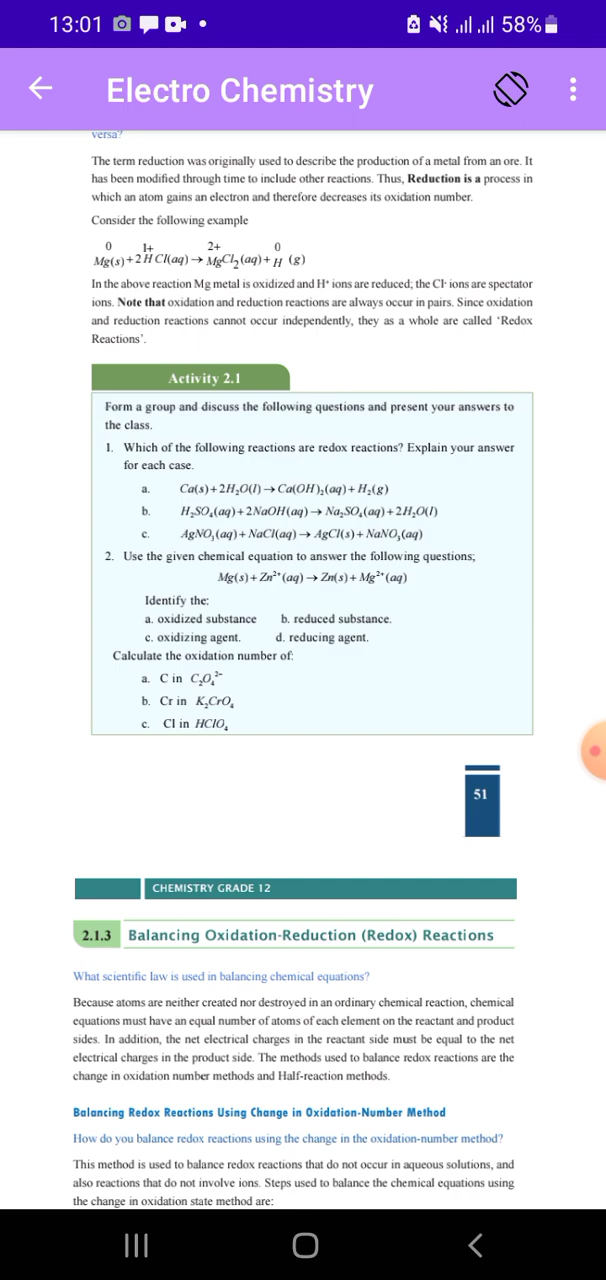 13:01 58%
Electro Chemistry
versa?
The term reduction was originally used to describe the production of a metal from an ore. It
has been modified through time to include other reactions. Thus, Reduction is a process in
which an atom gains an electron and therefore decreases its oxidation number.
Consider the following example
0 1+ 2+ 0
Mg(s)+2H Cl(aq)→MgCl₂(aq)+H (g)
In the above reaction Mg metal is oxidized and H⁺ ions are reduced; the Cl⁻ ions are spectator
ions. Note that oxidation and reduction reactions are always occur in pairs. Since oxidation
and reduction reactions cannot occur independently, they as a whole are called 'Redox
Reactions'.
Activity 2.1
Form a group and discuss the following questions and present your answers to
the class.
1. Which of the following reactions are redox reactions? Explain your answer
for each case.
a. Ca(s)+2H₂O(l)→Ca(OH)₂(aq)+H₂(g)
b. H₂SO₄(aq)+2NaOH(aq)→Na₂SO₄(aq)+2H₂O(l)
c. AgNO₃(aq)+NaCl(aq)→AgCl(s)+NaNO₃(aq)
2. Use the given chemical equation to answer the following questions;
Mg(s)+Zn²⁺(aq)→Zn(s)+Mg²⁺(aq)
Identify the:
a. oxidized substance b. reduced substance.
c. oxidizing agent. d. reducing agent.
Calculate the oxidation number of:
a. C in C₂O₄²⁻
b. Cr in K₂CrO₄
c. Cl in HClO₄
51
CHEMISTRY GRADE 12
2.1.3 Balancing Oxidation-Reduction (Redox) Reactions
What scientific law is used in balancing chemical equations?
Because atoms are neither created nor destroyed in an ordinary chemical reaction, chemical
equations must have an equal number of atoms of each element on the reactant and product
sides. In addition, the net electrical charges in the reactant side must be equal to the net
electrical charges in the product side. The methods used to balance redox reactions are the
change in oxidation number methods and Half-reaction methods.
Balancing Redox Reactions Using Change in Oxidation-Number Method
How do you balance redox reactions using the change in the oxidation-number method?
This method is used to balance redox reactions that do not occur in aqueous solutions, and
also reactions that do not involve ions. Steps used to balance the chemical equations using
the change in oxidation state method are: